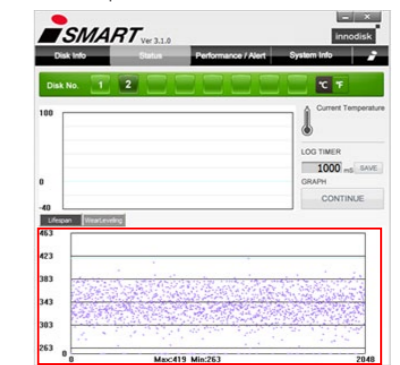 SMART Ver 3.1.0
innodisk
Disk Info Status Performance / Alert System Info
Disk No. 1 2 °C °F
100
0
-40
Current Temperature
LOG TIMER
1000 mS SAVE
GRAPH
CONTINUE
Lifespan WearLeveling
463
423
383
343
303
263
0 0 Max:419 Min:263 2048